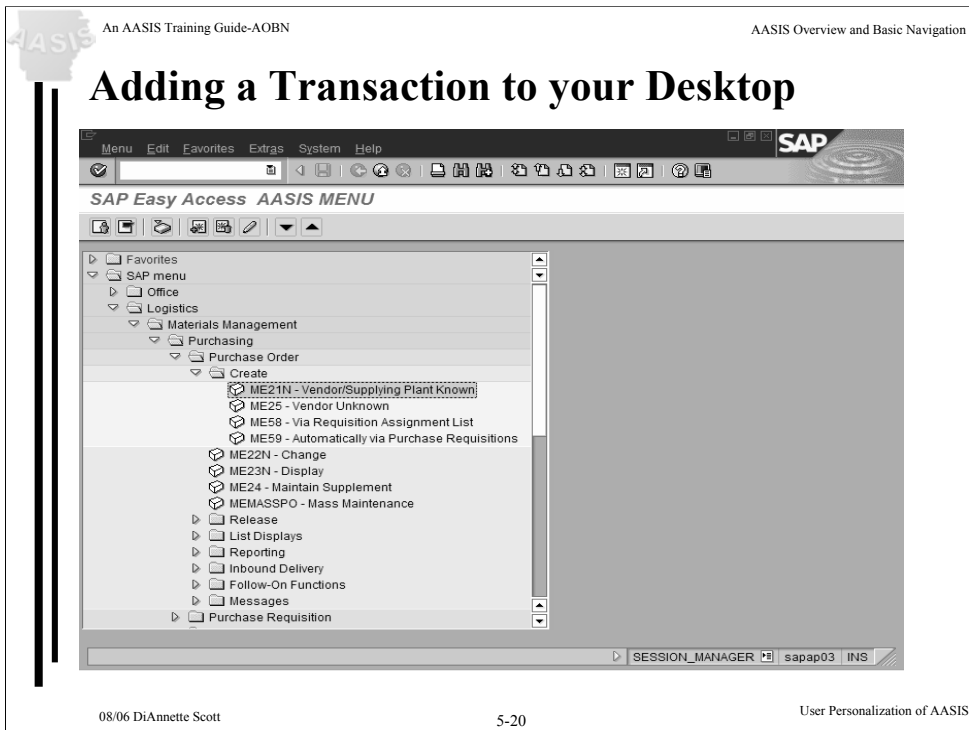 An AASIS Training Guide-AOBN
AASIS Overview and Basic Navigation
AASIS
Adding a Transaction to your Desktop
Menu Edit Favorites Extras System Help
SAP
SAP Easy Access AASIS MENU
Favorites
SAP menu
Office
Logistics
Materials Management
Purchasing
Purchase Order
Create
ME21N - Vendor/Supplying Plant Known
ME25 - Vendor Unknown
ME58 - Via Requisition Assignment List
ME59 - Automatically via Purchase Requisitions
ME22N - Change
ME23N - Display
ME24 - Maintain Supplement
MEMASSPO - Mass Maintenance
Release
List Displays
Reporting
Inbound Delivery
Follow-On Functions
Messages
Purchase Requisition
SESSION_MANAGER sapap03 INS
08/06 DiAnnette Scott
5-20
User Personalization of AASIS